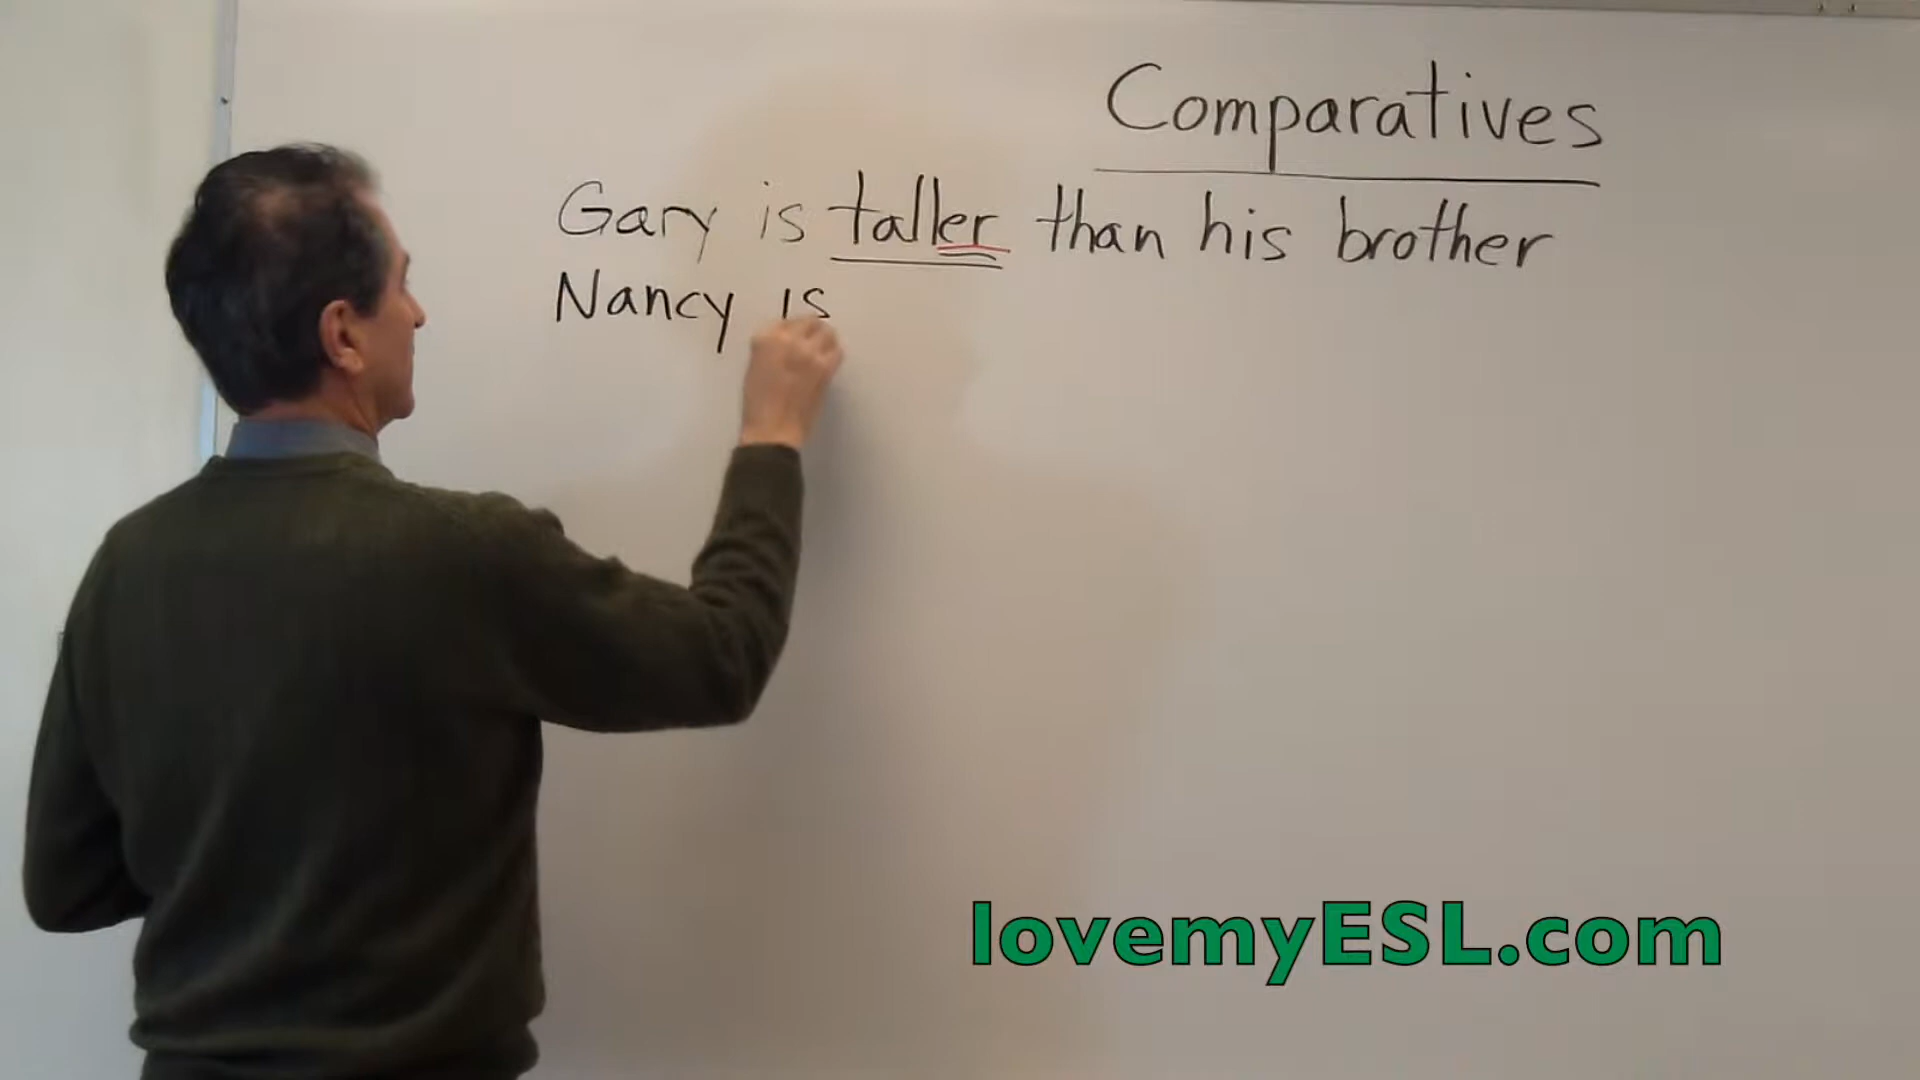 Comparatives
Gary is taller than his brother
Nancy is
lovemyESL.com